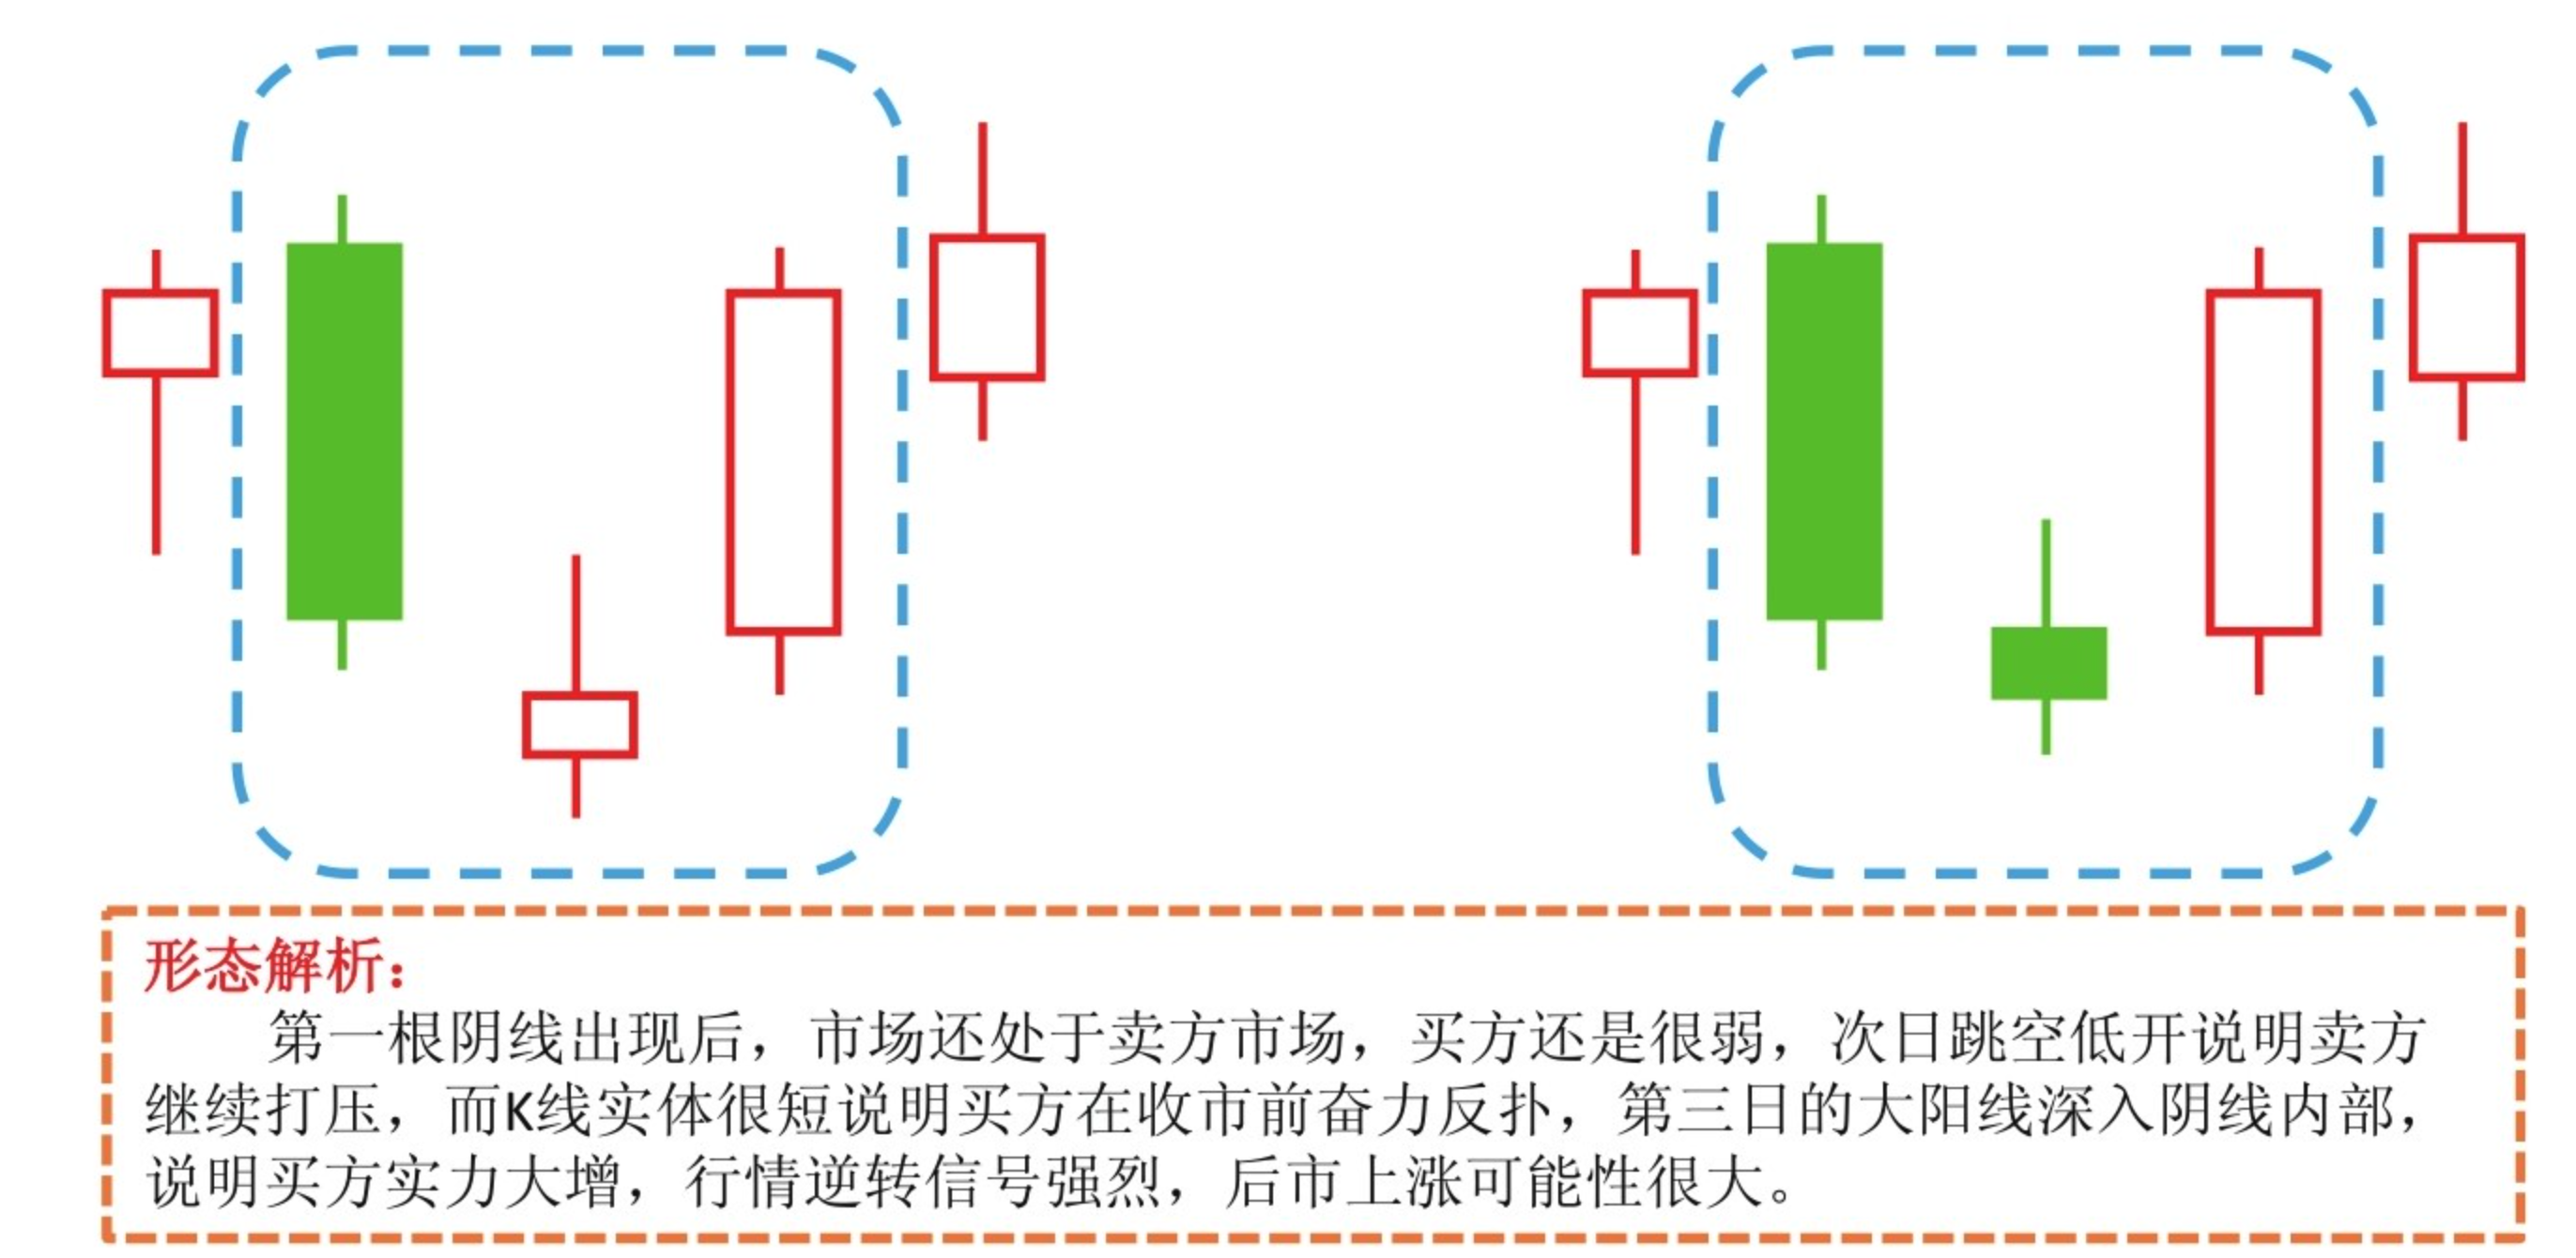 形态解析：
第一根阴线出现后，市场还处于卖方市场，买方还是很弱，次日跳空低开说明卖方
继续打压，而K线实体很短说明买方在收市前奋力反扑，第三日的大阳线深入阴线内部，
说明买方实力大增，行情逆转信号强烈，后市上涨可能性很大。